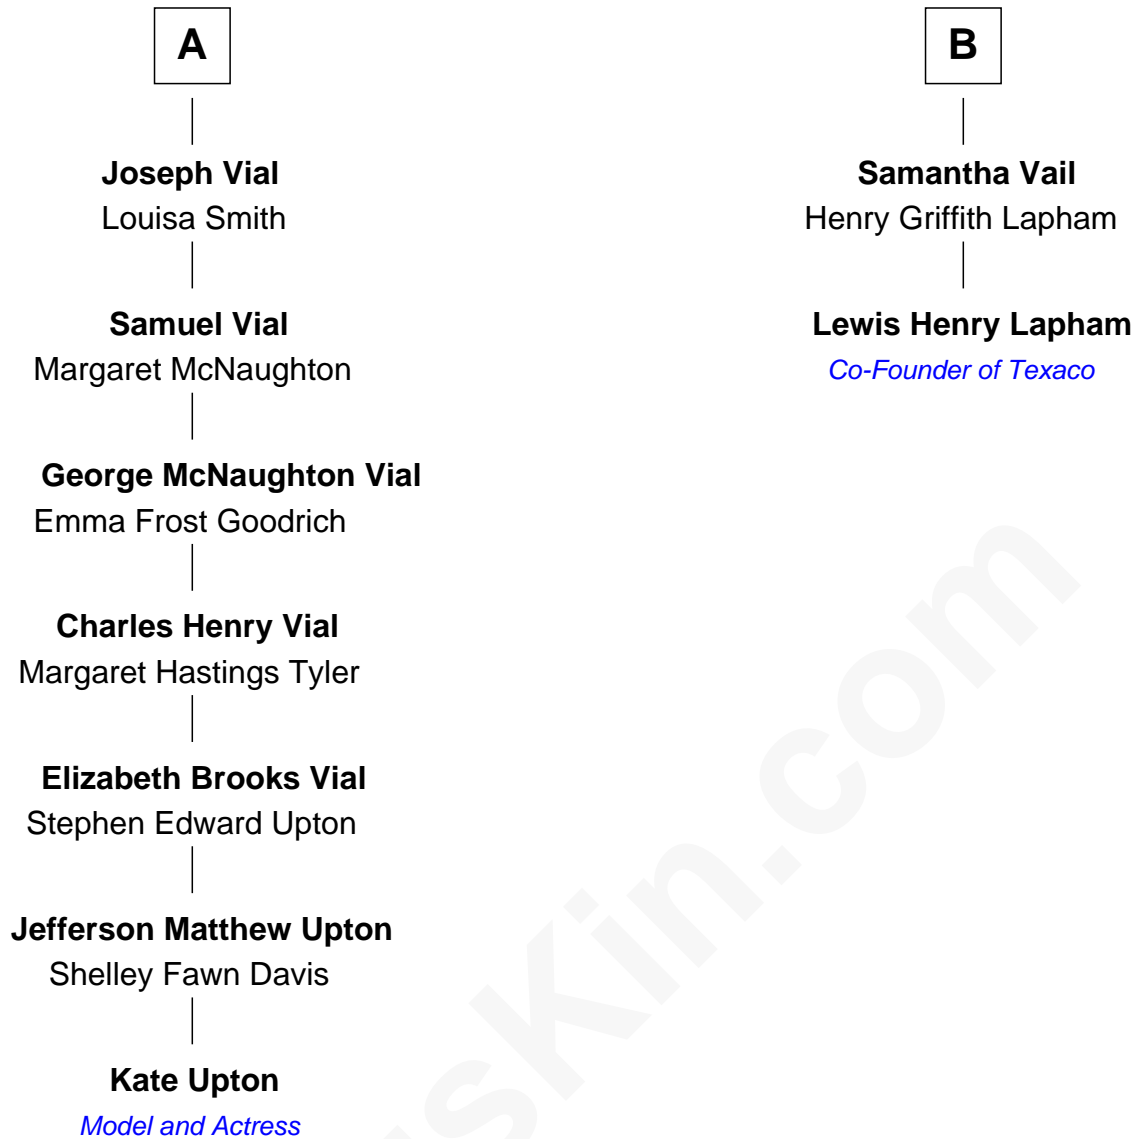 A
Joseph Vial
Louisa Smith
Samuel Vial
Margaret McNaughton
George McNaughton Vial
Emma Frost Goodrich
Charles Henry Vial
Margaret Hastings Tyler
Elizabeth Brooks Vial
Stephen Edward Upton
Jefferson Matthew Upton
Shelley Fawn Davis
Kate Upton
Model and Actress
B
Samantha Vail
Henry Griffith Lapham
Lewis Henry Lapham
Co-Founder of Texaco